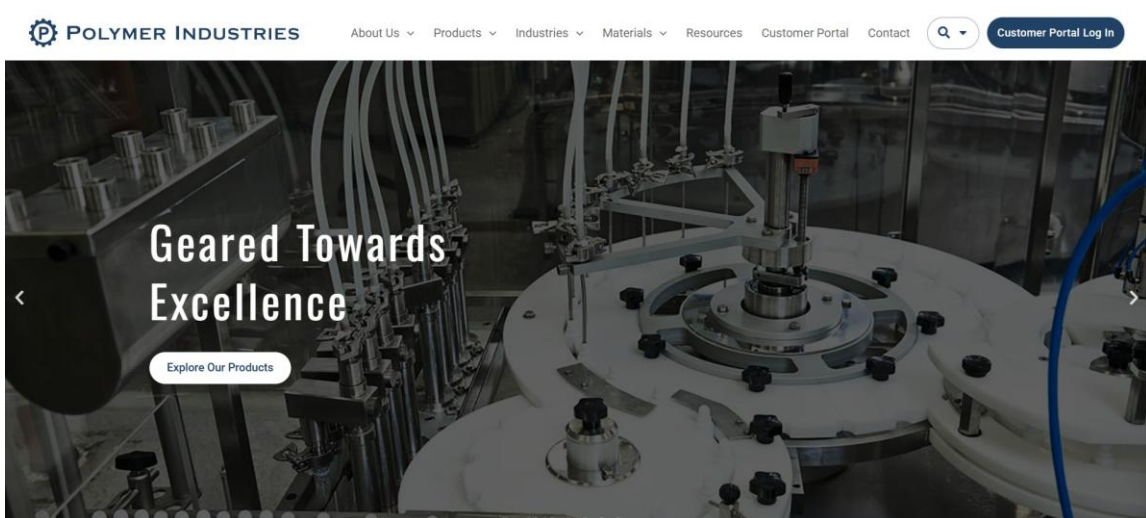 POLYMER INDUSTRIES
About Us
Products
Industries
Materials
Resources
Customer Portal
Contact
Customer Portal Log In
Geared Towards
Excellence
Explore Our Products